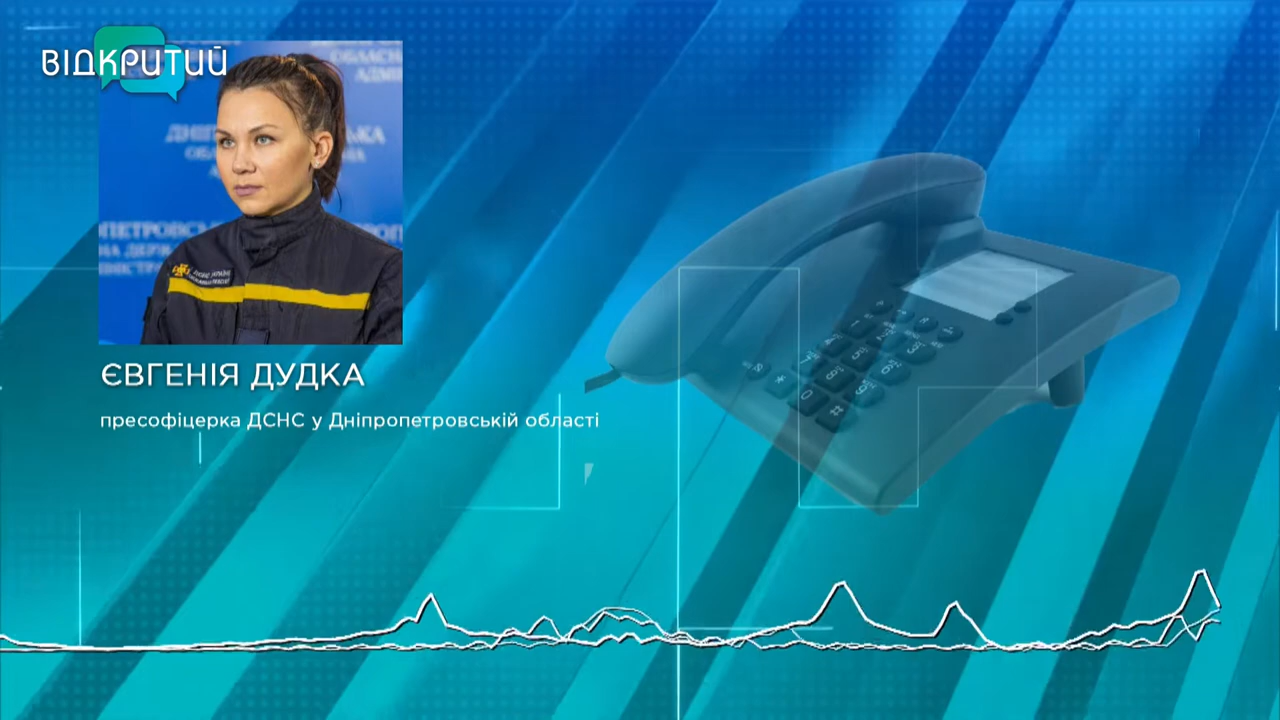 ВІДКРИТИЙ
ЄВГЕНІЯ ДУДКА
пресофіцерка ДСНС у Дніпропетровській області